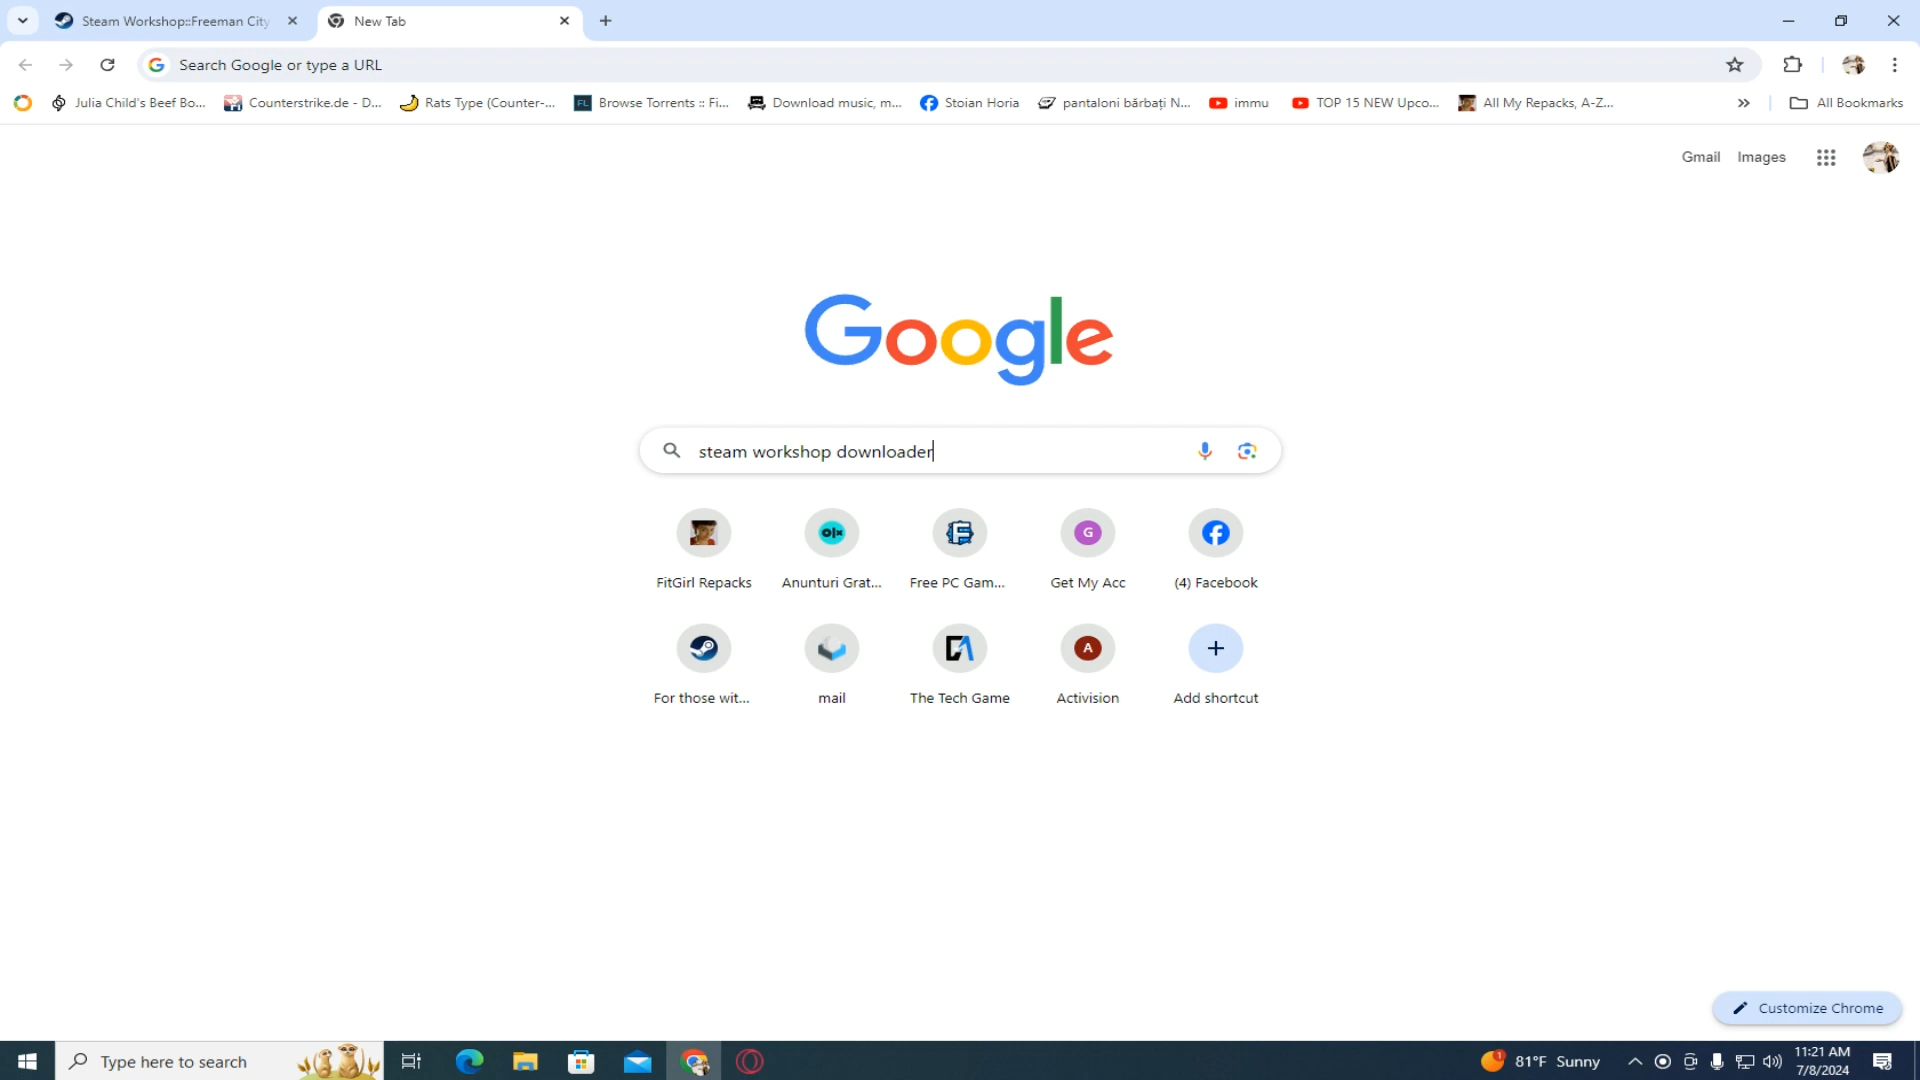 Steam Workshop::Freeman City
New Tab
Search Google or type a URL
Julia Child's Beef Bo...
Counterstrike.de - D...
Rats Type (Counter-...
FL
Browse Torrents :: Fi...
Download music, m...
Stoian Horia
pantaloni bărbați N...
immu
TOP 15 NEW Upco...
All My Repacks, A-Z...
All Bookmarks
Gmail
Images
Google
steam workshop downloader
olx
G
FitGirl Repacks
Anunturi Grat...
Free PC Gam...
Get My Acc
(4) Facebook
A
For those wit...
mail
The Tech Game
Activision
Add shortcut
Customize Chrome
Type here to search
1
81°F Sunny
11:21 AM
7/8/2024